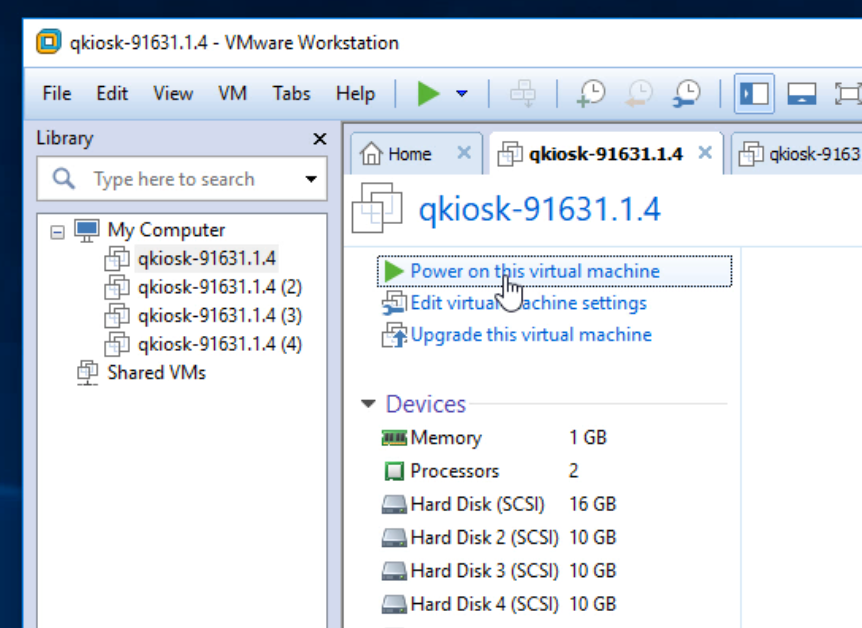 qkiosk-91631.1.4 - VMware Workstation
File Edit View VM Tabs Help
Library
Type here to search
My Computer
qkiosk-91631.1.4
qkiosk-91631.1.4 (2)
qkiosk-91631.1.4 (3)
qkiosk-91631.1.4 (4)
Shared VMs
Home qkiosk-91631.1.4 qkiosk-9163
qkiosk-91631.1.4
Power on this virtual machine
Edit virtual machine settings
Upgrade this virtual machine
Devices
Memory 1 GB
Processors 2
Hard Disk (SCSI) 16 GB
Hard Disk 2 (SCSI) 10 GB
Hard Disk 3 (SCSI) 10 GB
Hard Disk 4 (SCSI) 10 GB